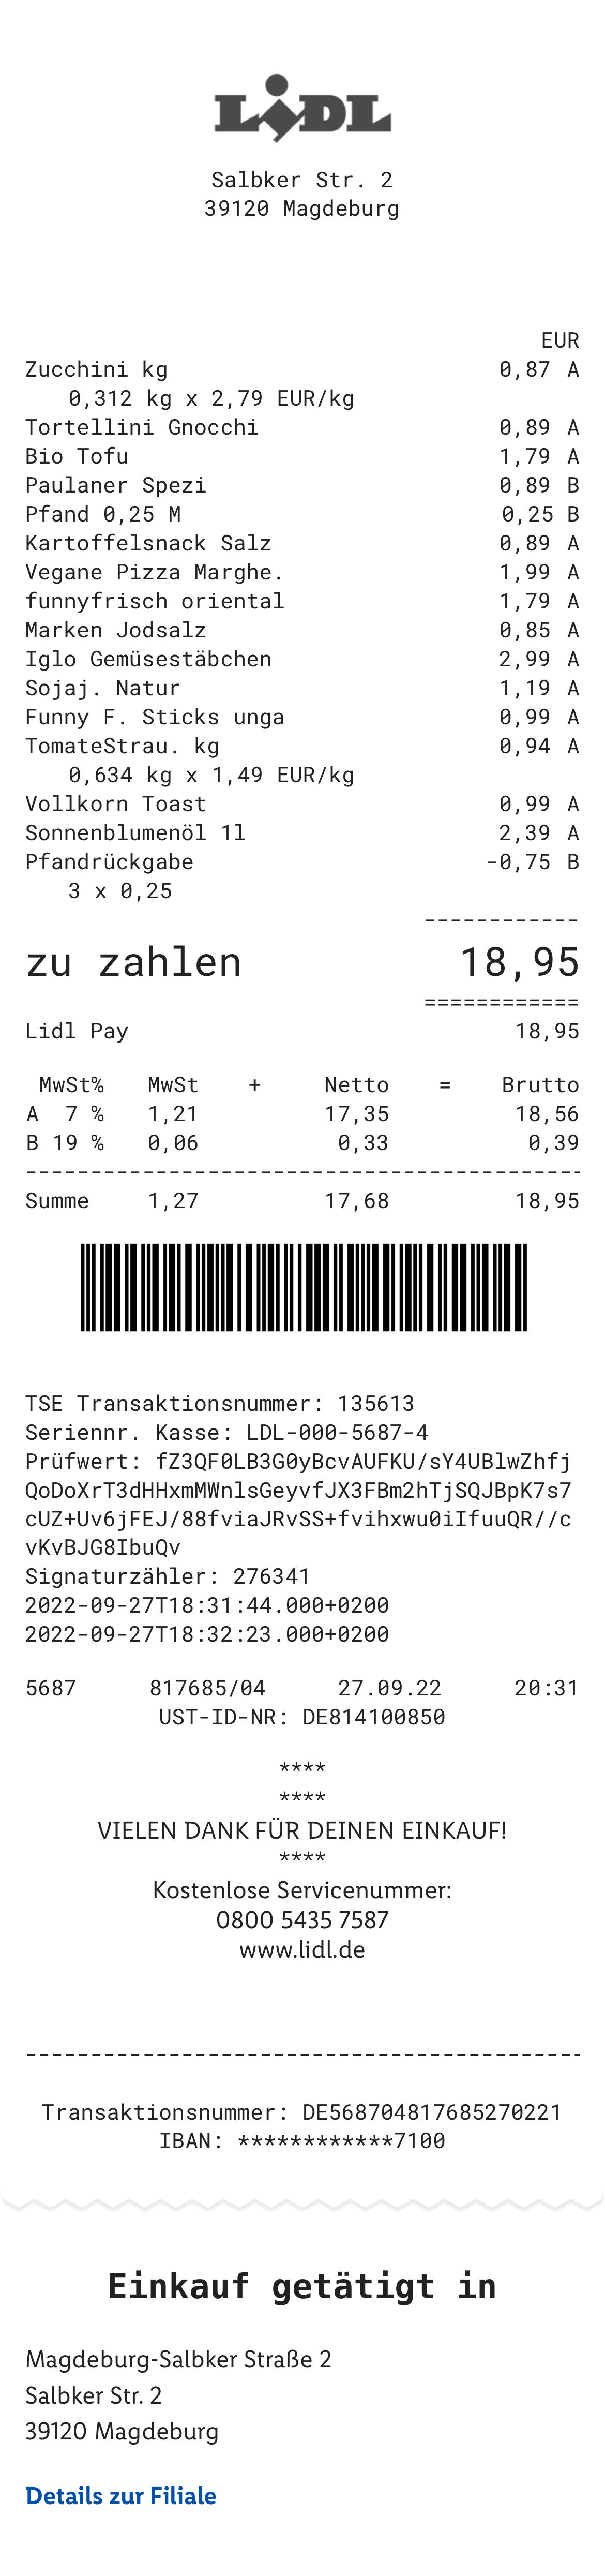 LIDL
Salbker Str. 2
39120 Magdeburg
EUR
Zucchini kg 0,87 A
0,312 kg x 2,79 EUR/kg
Tortellini Gnocchi 0,89 A
Bio Tofu 1,79 A
Paulaner Spezi 0,89 B
Pfand 0,25 M 0,25 B
Kartoffelsnack Salz 0,89 A
Vegane Pizza Marghe. 1,99 A
funnyfrisch oriental 1,79 A
Marken Jodsalz 0,85 A
Iglo Gemüsestäbchen 2,99 A
Sojaj. Natur 1,19 A
Funny F. Sticks unga 0,99 A
TomateStrau. kg 0,94 A
0,634 kg x 1,49 EUR/kg
Vollkorn Toast 0,99 A
Sonnenblumenöl 1l 2,39 A
Pfandrückgabe -0,75 B
3 x 0,25
------------
zu zahlen 18,95
============
Lidl Pay 18,95
MwSt% MwSt + Netto = Brutto
A 7 % 1,21 17,35 18,56
B 19 % 0,06 0,33 0,39
-------------------------------------------
Summe 1,27 17,68 18,95
TSE Transaktionsnummer: 135613
Seriennr. Kasse: LDL-000-5687-4
Prüfwert: fZ3QF0LB3G0yBcvAUFKU/sY4UBlwZhfj
QoDoXrT3dHHxmMWnlsGeyvfJX3FBm2hTjSQJBpK7s7
cUZ+Uv6jFEJ/88fviaJRvSS+fvihxwu0iIfuuQR//c
vKvBJG8IbuQv
Signaturzähler: 276341
2022-09-27T18:31:44.000+0200
2022-09-27T18:32:23.000+0200
5687 817685/04 27.09.22 20:31
UST-ID-NR: DE814100850
****
****
VIELEN DANK FÜR DEINEN EINKAUF!
****
Kostenlose Servicenummer:
0800 5435 7587
www.lidl.de
-------------------------------------------
Transaktionsnummer: DE568704817685270221
IBAN: ************7100
Einkauf getätigt in
Magdeburg-Salbker Straße 2
Salbker Str. 2
39120 Magdeburg
Details zur Filiale